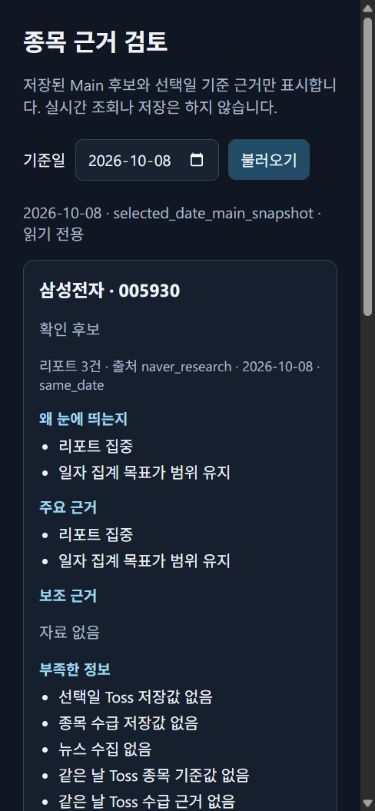 종목 근거 검토
저장된 Main 후보와 선택일 기준 근거만 표시합니
다. 실시간 조회나 저장은 하지 않습니다.
기준일 2026-10-08 불러오기
2026-10-08 · selected_date_main_snapshot ·
읽기 전용
삼성전자 · 005930
확인 후보
리포트 3건 · 출처 naver_research · 2026-10-08 ·
same_date
왜 눈에 띄는지
• 리포트 집중
• 일자 집계 목표가 범위 유지
주요 근거
• 리포트 집중
• 일자 집계 목표가 범위 유지
보조 근거
자료 없음
부족한 정보
• 선택일 Toss 저장값 없음
• 종목 수급 저장값 없음
• 뉴스 수집 없음
• 같은 날 Toss 종목 기준값 없음
• 같은 날 Toss 수급 근거 없음